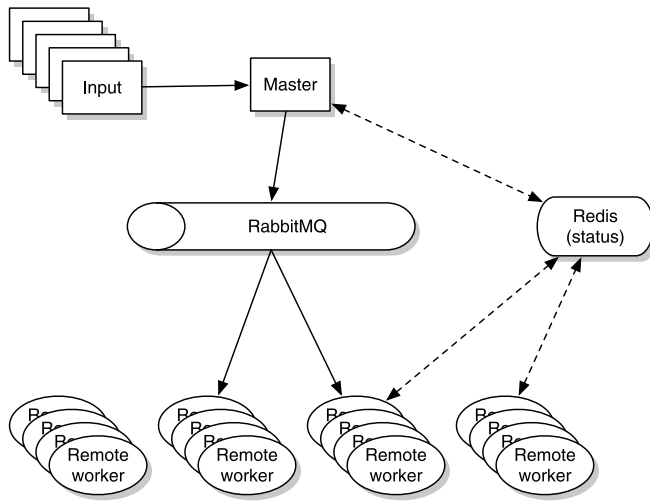 Input
Master
RabbitMQ
Redis
(status)
Remote
worker
Remote
worker
Remote
worker
Remote
worker